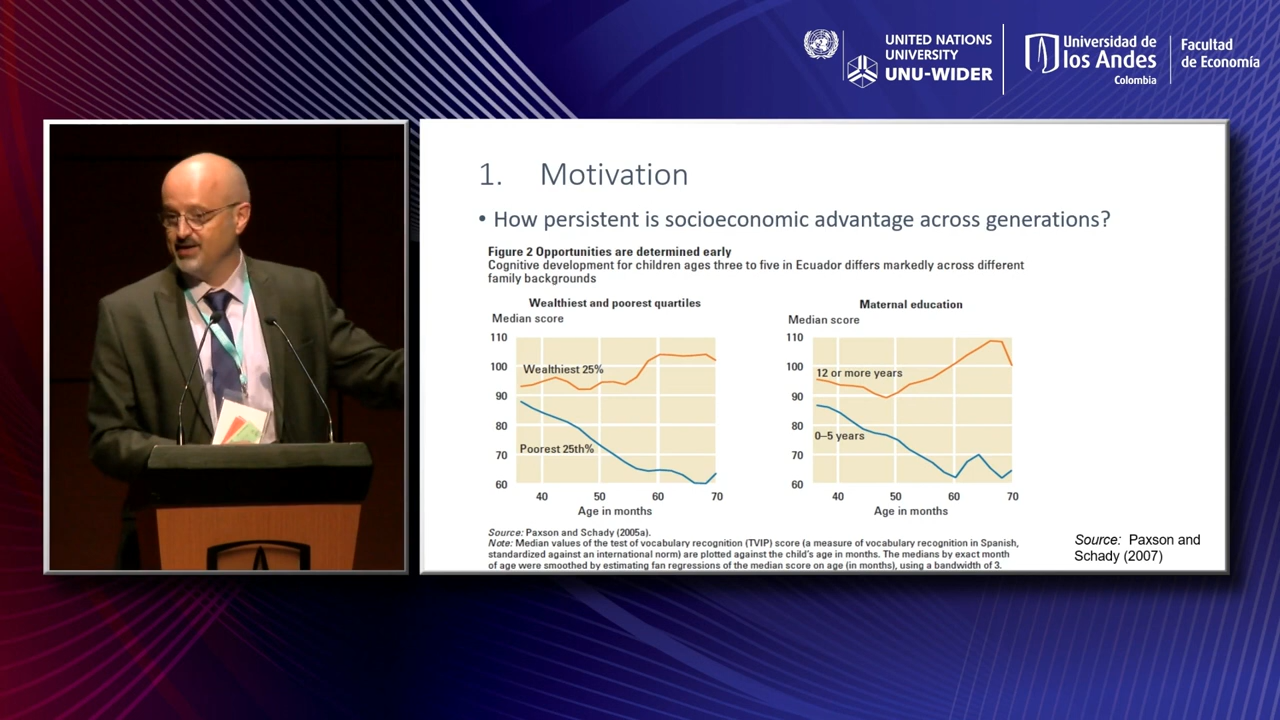 UNITED NATIONS
UNIVERSITY
UNU-WIDER
Universidad de
los Andes
Colombia
Facultad
de Economía
1. Motivation
• How persistent is socioeconomic advantage across generations?
Figure 2 Opportunities are determined early
Cognitive development for children ages three to five in Ecuador differs markedly across different
family backgrounds
Wealthiest and poorest quartiles
Median score
110
100
90
80
70
60
Wealthiest 25%
Poorest 25th%
40 50 60 70
Age in months
Maternal education
Median score
110
100
90
80
70
60
12 or more years
0–5 years
40 50 60 70
Age in months
Source: Paxson and Schady (2005a).
Note: Median values of the test of vocabulary recognition (TVIP) score (a measure of vocabulary recognition in Spanish,
standardized against an international norm) are plotted against the child's age in months. The medians by exact month
of age were smoothed by estimating fan regressions of the median score on age (in months), using a bandwidth of 3.
Source: Paxson and
Schady (2007)